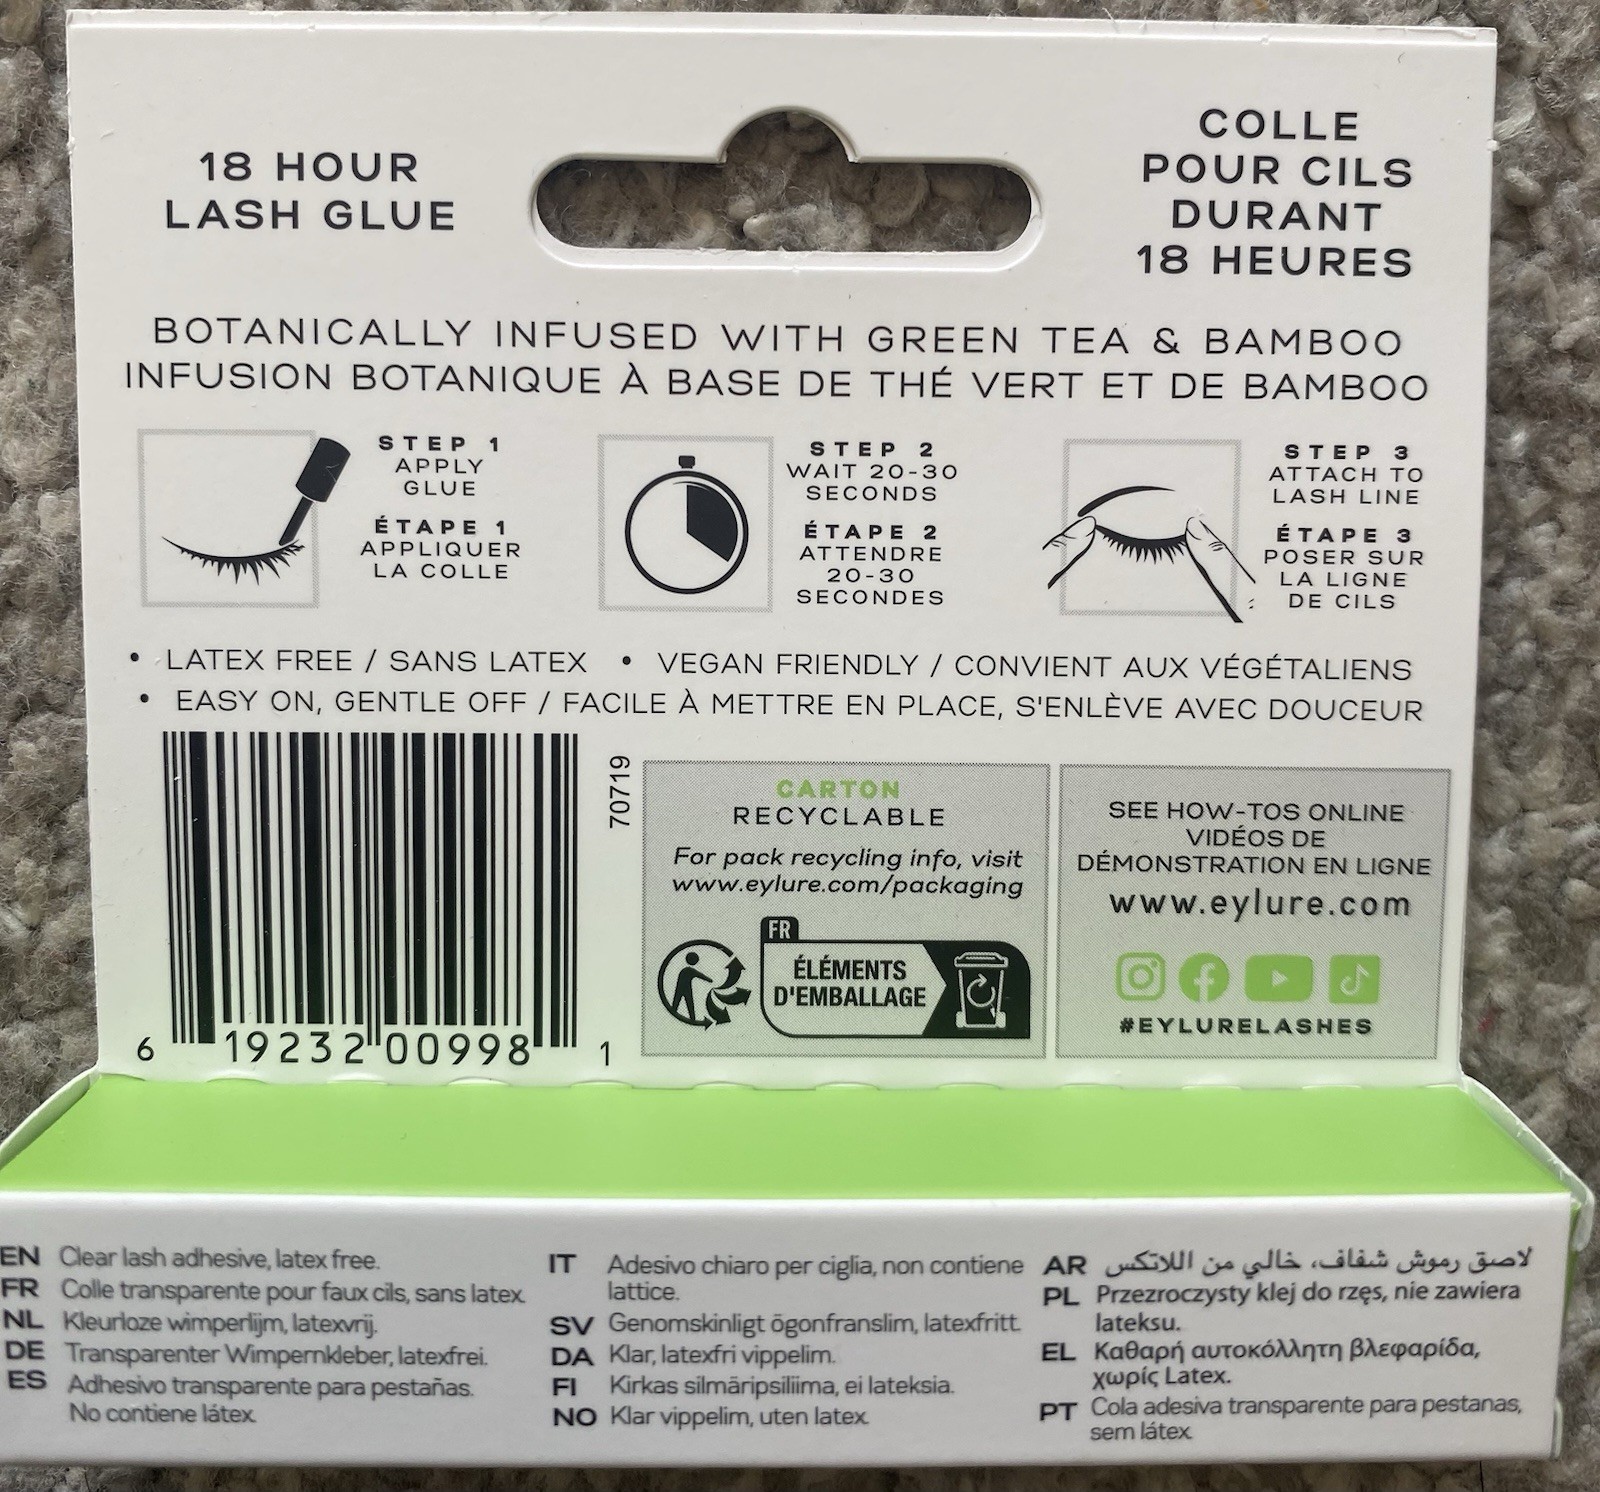 18 HOUR
LASH GLUE
COLLE
POUR CILS
DURANT
18 HEURES
BOTANICALLY INFUSED WITH GREEN TEA & BAMBOO
INFUSION BOTANIQUE À BASE DE THÉ VERT ET DE BAMBOO
STEP 1
APPLY
GLUE
ÉTAPE 1
APPLIQUER
LA COLLE
STEP 2
WAIT 20-30
SECONDS
ÉTAPE 2
ATTENDRE
20-30
SECONDES
STEP 3
ATTACH TO
LASH LINE
ÉTAPE 3
POSER SUR
LA LIGNE
DE CILS
• LATEX FREE / SANS LATEX • VEGAN FRIENDLY / CONVIENT AUX VÉGÉTALIENS
• EASY ON, GENTLE OFF / FACILE À METTRE EN PLACE, S'ENLÈVE AVEC DOUCEUR
6 19232 00998 1
70719
CARTON
RECYCLABLE
For pack recycling info, visit
www.eylure.com/packaging
FR
ÉLÉMENTS
D'EMBALLAGE
SEE HOW-TOS ONLINE
VIDÉOS DE
DÉMONSTRATION EN LIGNE
www.eylure.com
#EYLURELASHES
EN Clear lash adhesive, latex free.
FR Colle transparente pour faux cils, sans latex.
NL Kleurloze wimperlijm, latexvrij.
DE Transparenter Wimpernkleber, latexfrei.
ES Adhesivo transparente para pestañas.
No contiene látex.
IT Adesivo chiaro per ciglia, non contiene
lattice.
SV Genomskinligt ögonfranslim, latexfritt.
DA Klar, latexfri vippelim.
FI Kirkas silmäripsiliima, ei lateksia.
NO Klar vippelim, uten latex.
AR لاصق رموش شفاف، خالي من اللاتكس
PL Przezroczysty klej do rzęs, nie zawiera
lateksu.
EL Καθαρή αυτοκόλλητη βλεφαρίδα,
χωρίς Latex.
PT Cola adesiva transparente para pestanas,
sem látex.